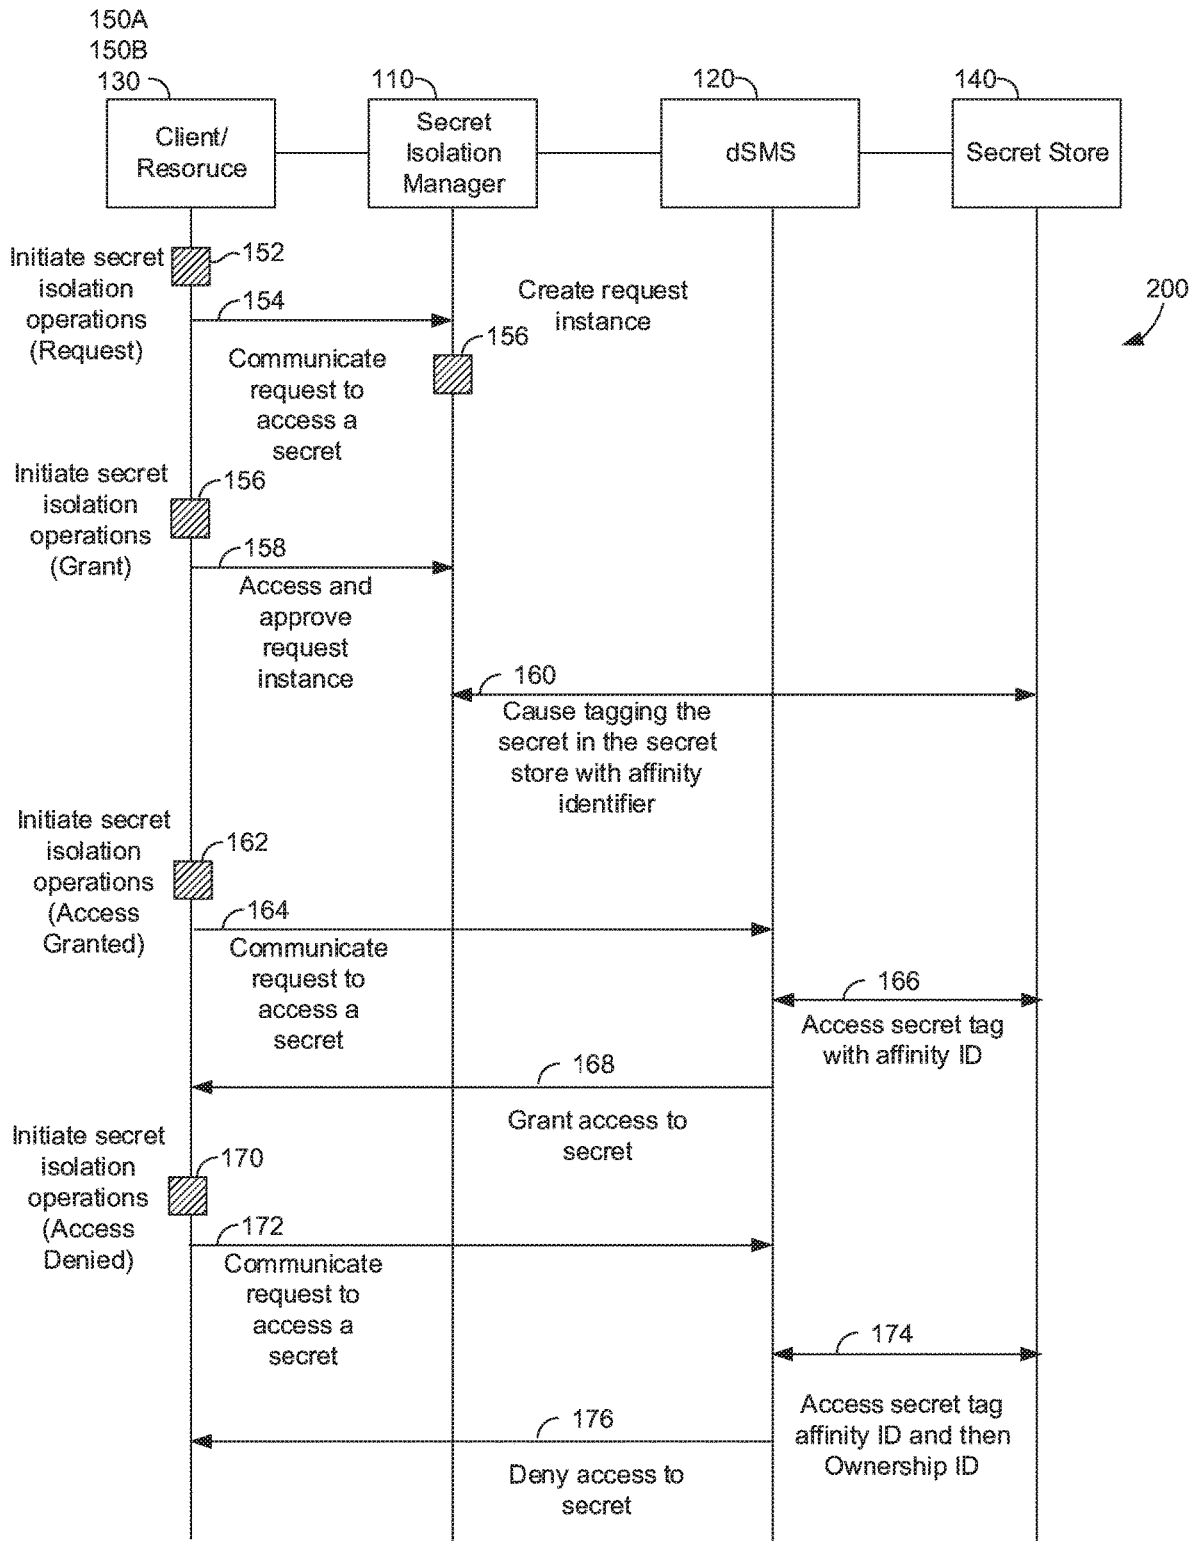 150A
150B
130
110
120
140
Client/
Resoruce
Secret
Isolation
Manager
dSMS
Secret Store
Initiate secret
isolation
operations
(Request)
152
154
Communicate
request to
access a
secret
Create request
instance
156
200
Initiate secret
isolation
operations
(Grant)
156
158
Access and
approve
request
instance
160
Cause tagging the
secret in the secret
store with affinity
identifier
Initiate secret
isolation
operations
(Access
Granted)
162
164
Communicate
request to
access a
secret
166
Access secret tag
with affinity ID
168
Grant access to
secret
Initiate secret
isolation
operations
(Access
Denied)
170
172
Communicate
request to
access a
secret
174
Access secret tag
affinity ID and then
Ownership ID
176
Deny access to
secret